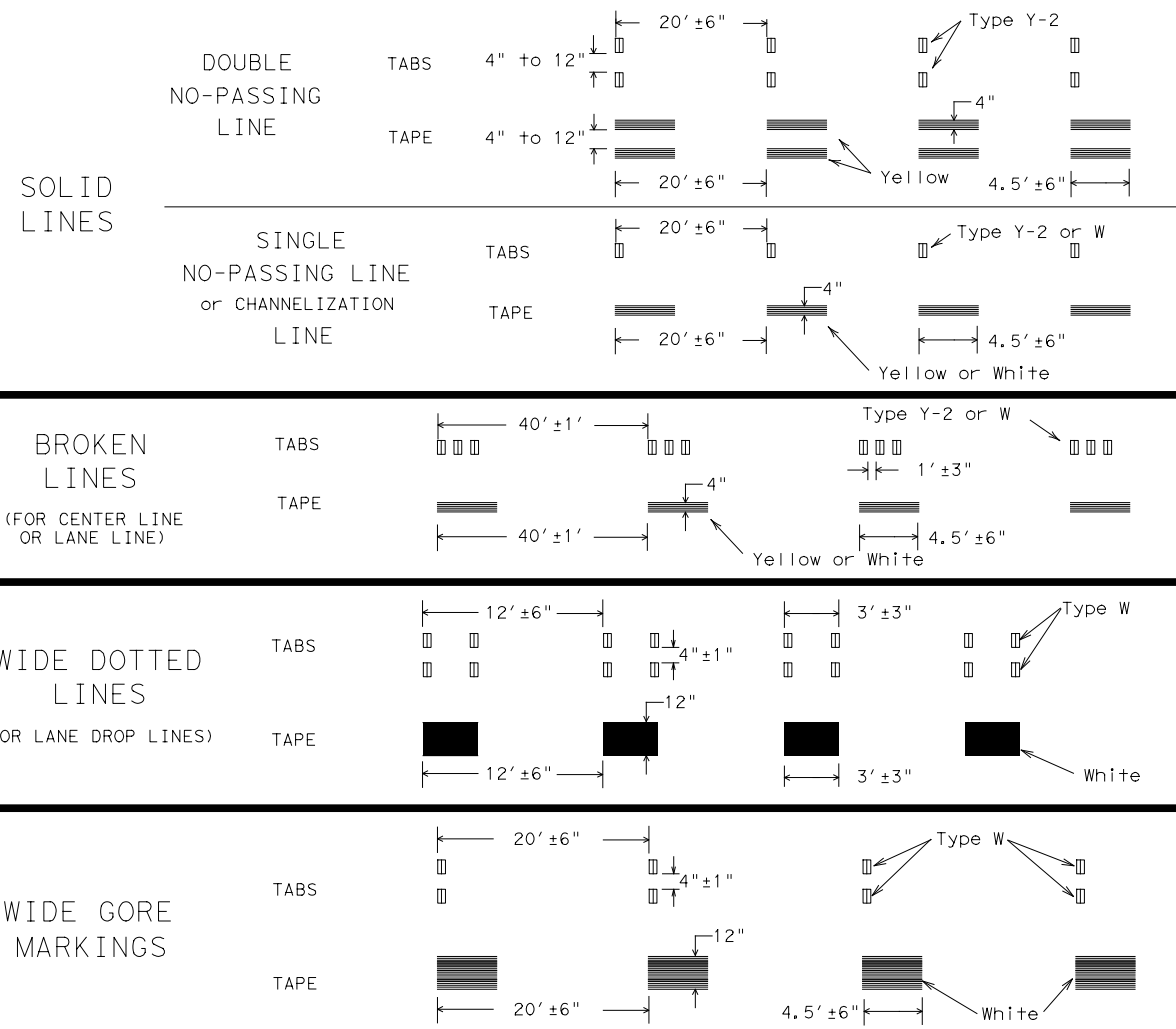 SOLID
LINES
DOUBLE
NO-PASSING
LINE
TABS
4" to 12"
20'±6"
Type Y-2
TAPE
4" to 12"
4"
20'±6"
Yellow
4.5'±6"
SINGLE
NO-PASSING LINE
or CHANNELIZATION
LINE
TABS
20'±6"
Type Y-2 or W
TAPE
4"
20'±6"
4.5'±6"
Yellow or White
BROKEN
LINES
(FOR CENTER LINE
OR LANE LINE)
TABS
40'±1'
Type Y-2 or W
1'±3"
TAPE
4"
40'±1'
4.5'±6"
Yellow or White
WIDE DOTTED
LINES
OR LANE DROP LINES)
TABS
12'±6"
3'±3"
Type W
4"±1"
TAPE
12"
12'±6"
3'±3"
White
WIDE GORE
MARKINGS
TABS
20'±6"
Type W
4"±1"
TAPE
12"
20'±6"
4.5'±6"
White